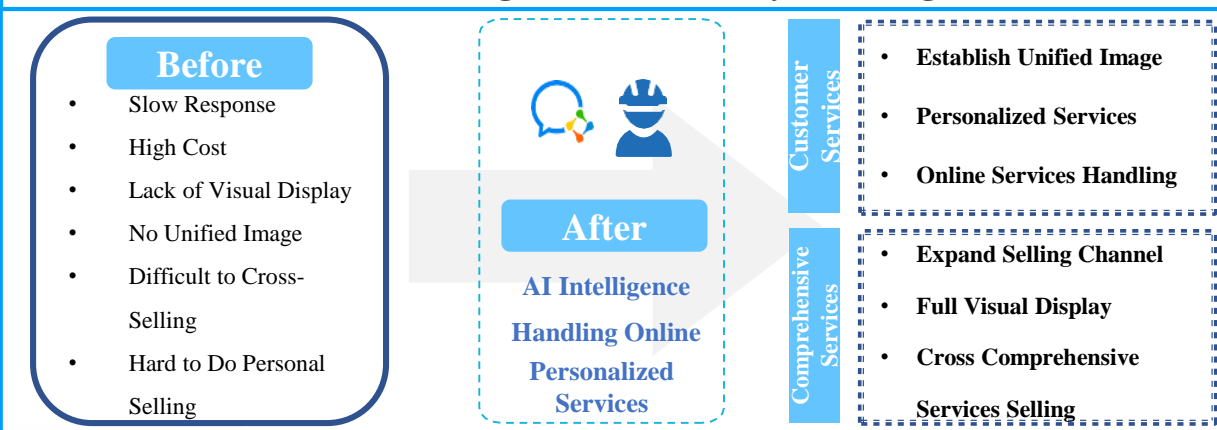 Before
• Slow Response
• High Cost
• Lack of Visual Display
• No Unified Image
• Difficult to Cross-
Selling
• Hard to Do Personal
Selling
After
AI Intelligence
Handling Online
Personalized
Services
Customer
Services
• Establish Unified Image
• Personalized Services
• Online Services Handling
Comprehensive
Services
• Expand Selling Channel
• Full Visual Display
• Cross Comprehensive
Services Selling